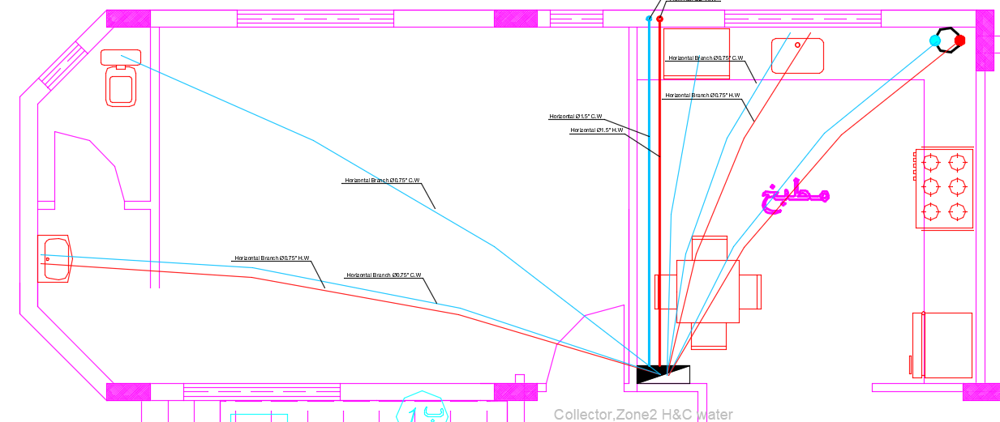 Horizontal Branch Ø0.75" C.W
Horizontal Branch Ø0.75" H.W
Horizontal Ø1.5" C.W
Horizontal Ø1.5" H.W
Horizontal Branch Ø0.75" C.W
مطبخ
Horizontal Branch Ø0.75" H.W
Horizontal Branch Ø0.75" C.W
Collector,Zone2 H&C water